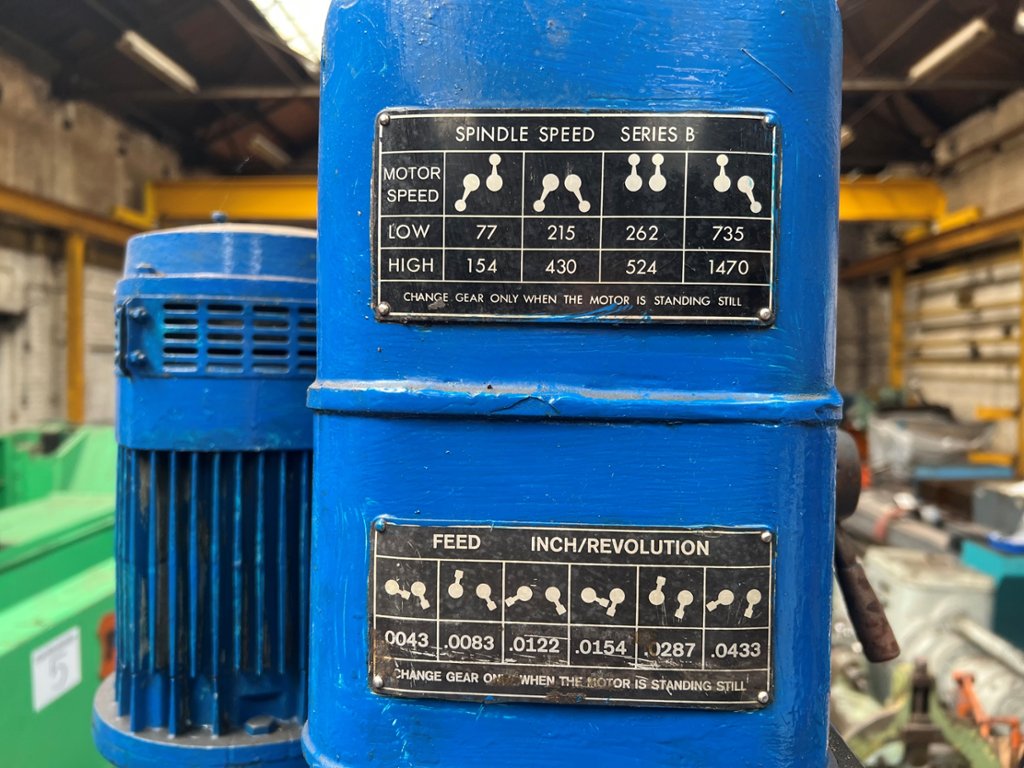 SPINDLE SPEED SERIES B
MOTOR SPEED
LOW 77 215 262 735
HIGH 154 430 524 1470
CHANGE GEAR ONLY WHEN THE MOTOR IS STANDING STILL
FEED INCH/REVOLUTION
.0043 .0083 .0122 .0154 .0287 .0433
CHANGE GEAR ONLY WHEN THE MOTOR IS STANDING STILL
5